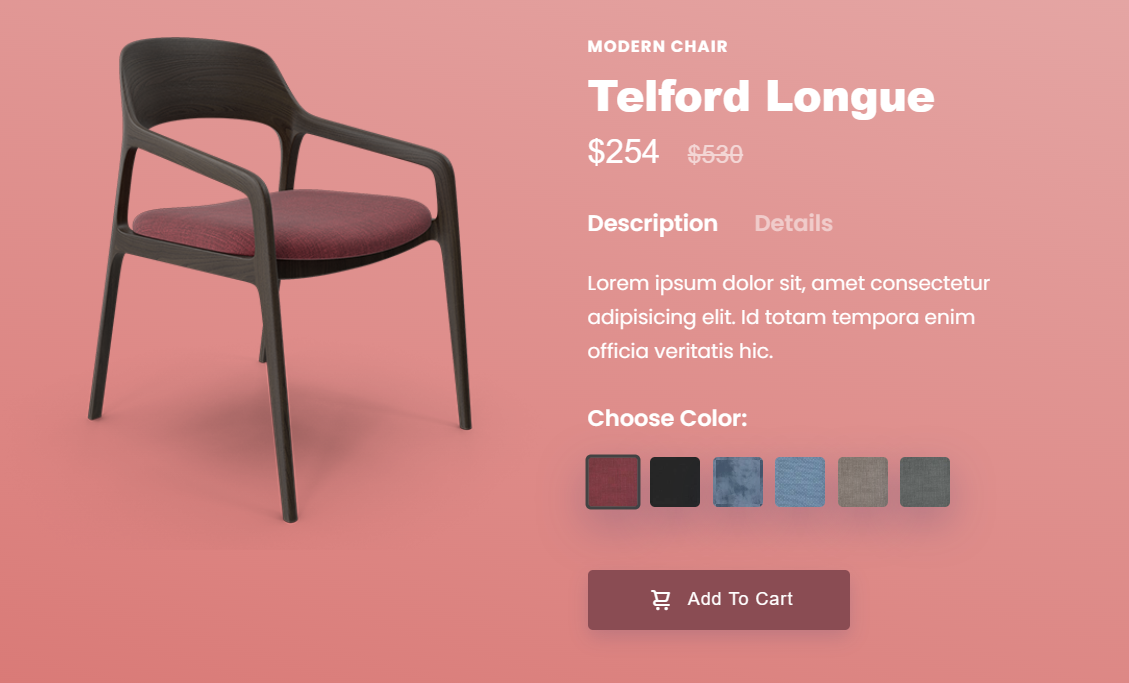 MODERN CHAIR
Telford Longue
$254 $530
Description Details
Lorem ipsum dolor sit, amet consectetur
adipisicing elit. Id totam tempora enim
officia veritatis hic.
Choose Color:
Add To Cart